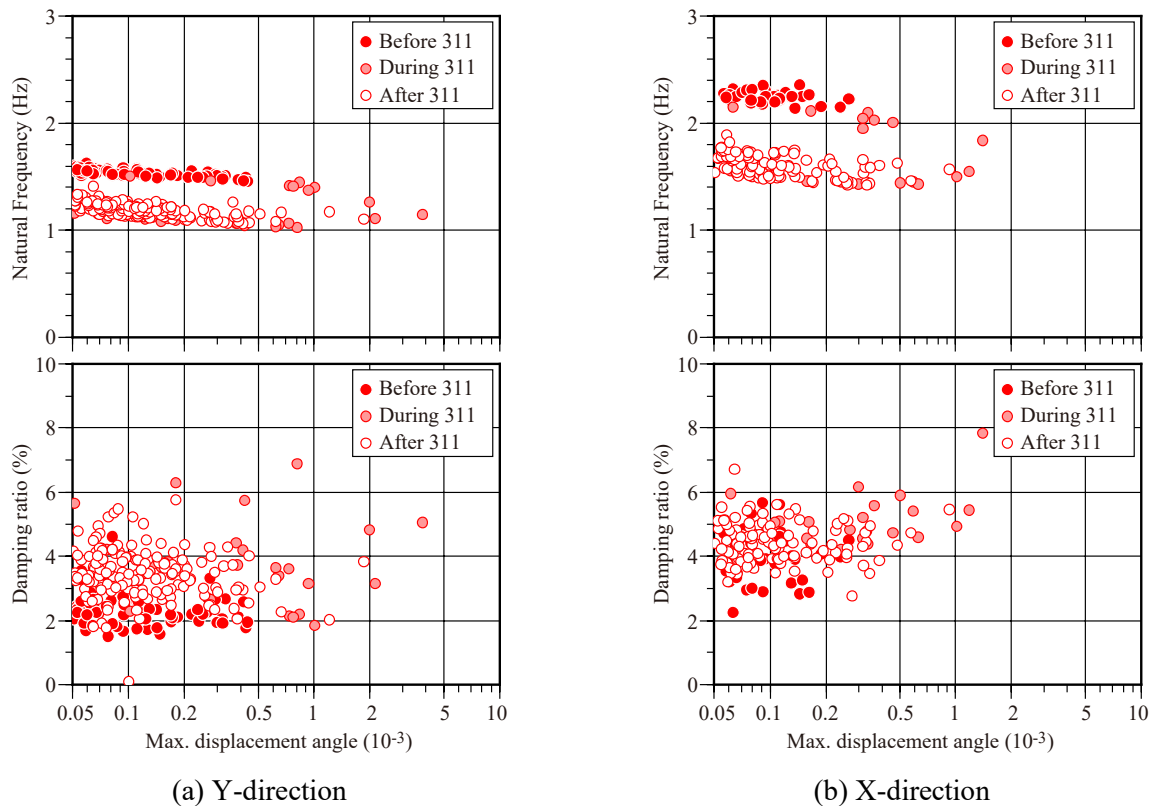 3
2
1
0
Natural Frequency (Hz)
Before 311
During 311
After 311
10
8
6
4
2
0
Damping ratio (%)
Before 311
During 311
After 311
0.05 0.1 0.2 0.5 1 2 5 10
Max. displacement angle (10-3)
(a) Y-direction
3
2
1
0
Natural Frequency (Hz)
Before 311
During 311
After 311
10
8
6
4
2
0
Damping ratio (%)
Before 311
During 311
After 311
0.05 0.1 0.2 0.5 1 2 5 10
Max. displacement angle (10-3)
(b) X-direction